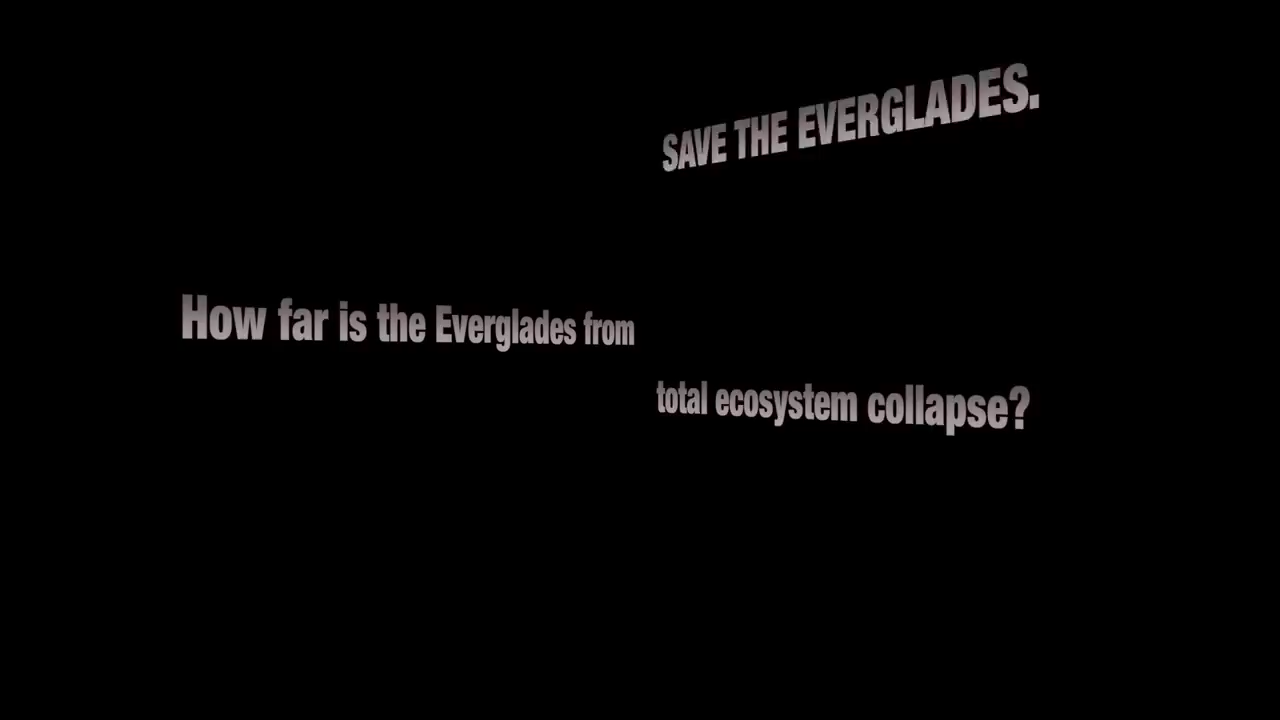 SAVE THE EVERGLADES.
How far is the Everglades from
total ecosystem collapse?